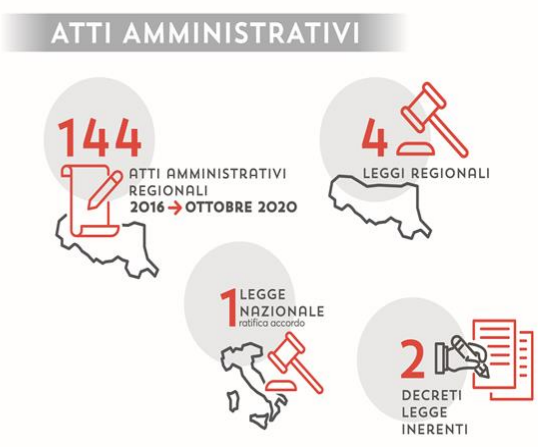 ATTI AMMINISTRATIVI
144
ATTI AMMINISTRATIVI
REGIONALI
2016 → OTTOBRE 2020
4
LEGGI REGIONALI
1
LEGGE
NAZIONALE
ratifica accordo
2
DECRETI
LEGGE
INERENTI